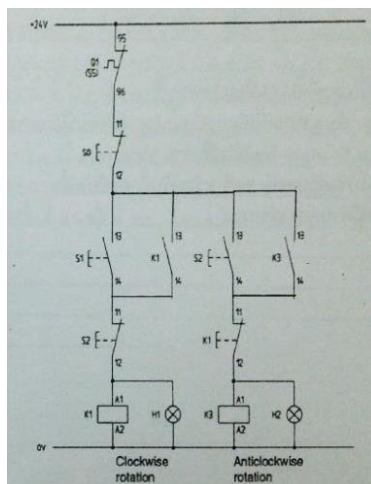 +24V
95
Q1
(S5)
96
11
S0
12
13 13 13 13
S1 K1 S2 K3
14 14 14 14
11 11
S2 K1
12 12
A1 A1
K1 H1 K3 H2
A2 A2
0V
Clockwise Anticlockwise
rotation rotation